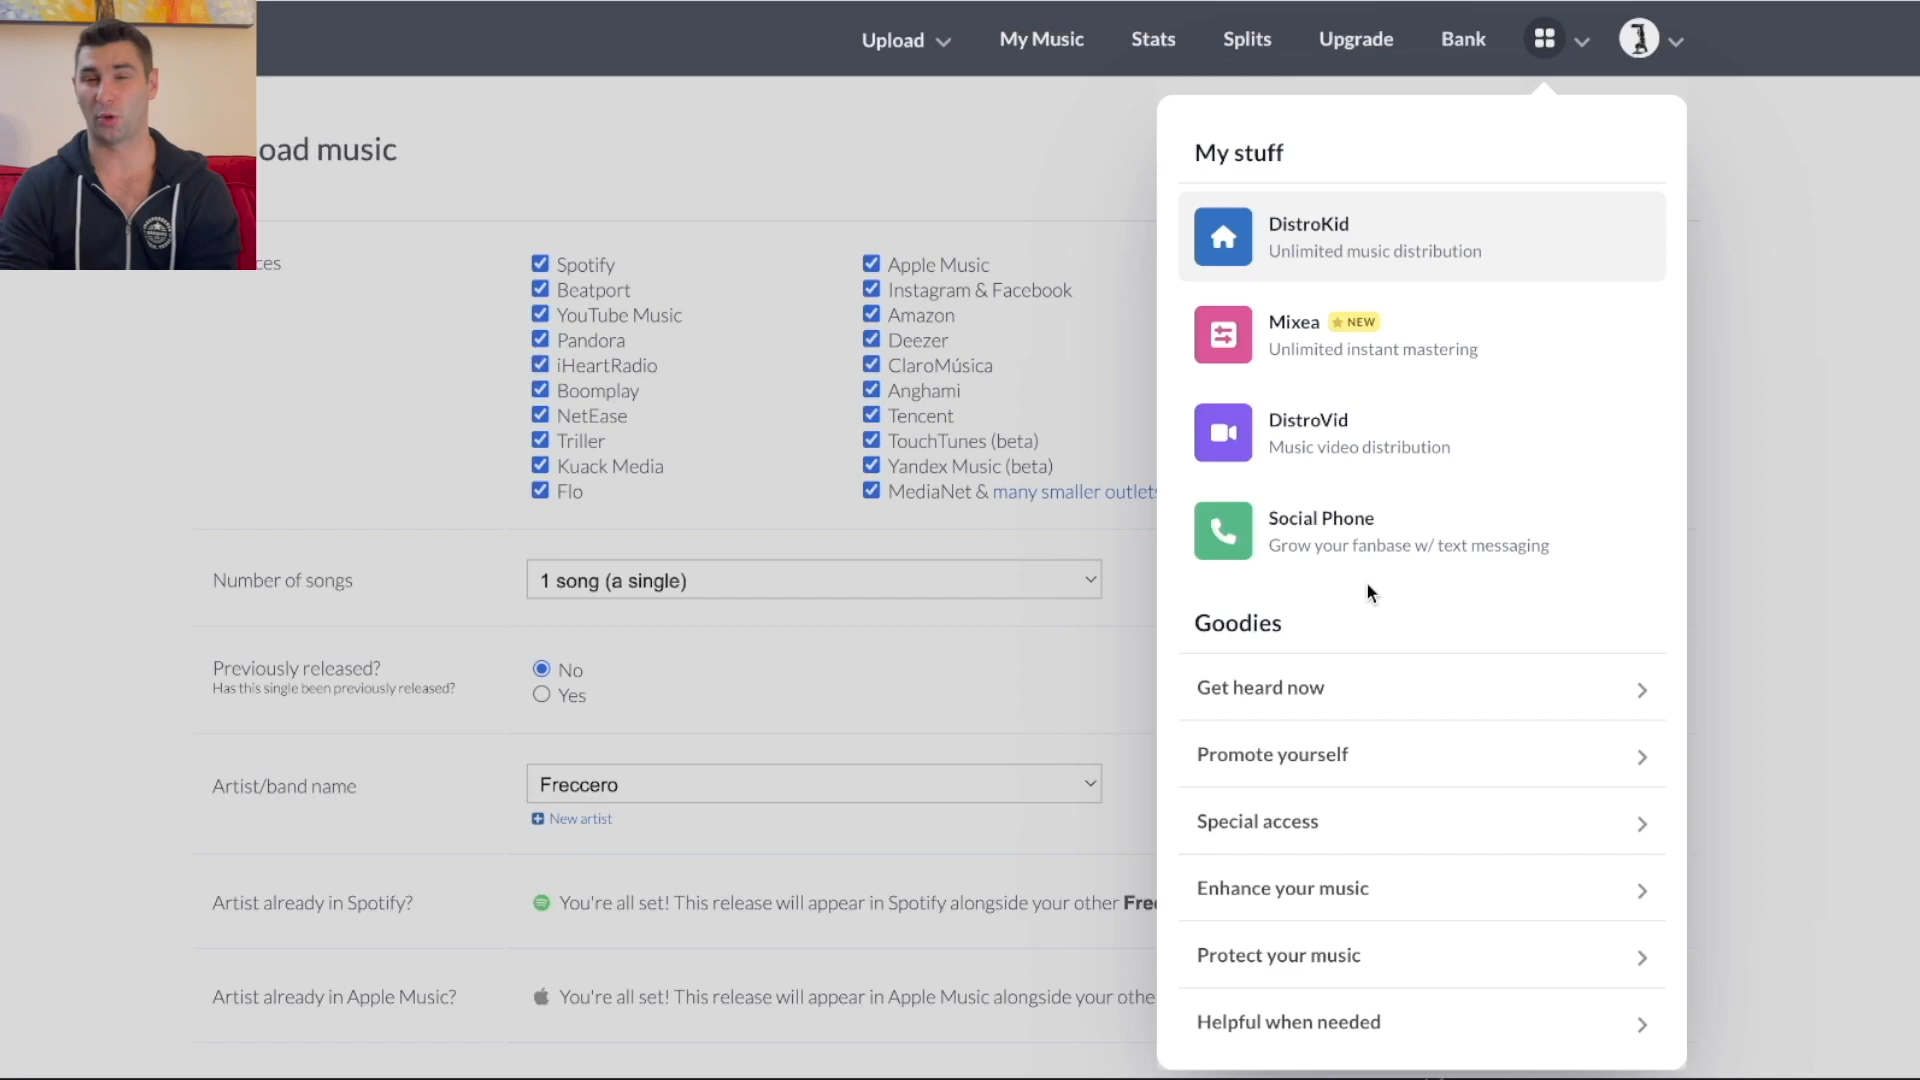 Upload
My Music
Stats
Splits
Upgrade
Bank
oad music
ces
Spotify
Beatport
YouTube Music
Pandora
iHeartRadio
Boomplay
NetEase
Triller
Kuack Media
Flo
Apple Music
Instagram & Facebook
Amazon
Deezer
ClaroMúsica
Anghami
Tencent
TouchTunes (beta)
Yandex Music (beta)
MediaNet & many smaller outlets
Number of songs
1 song (a single)
Previously released?
Has this single been previously released?
No
Yes
Artist/band name
Freccero
New artist
Artist already in Spotify?
You're all set! This release will appear in Spotify alongside your other Frec
Artist already in Apple Music?
You're all set! This release will appear in Apple Music alongside your othe
My stuff
DistroKid
Unlimited music distribution
Mixea NEW
Unlimited instant mastering
DistroVid
Music video distribution
Social Phone
Grow your fanbase w/ text messaging
Goodies
Get heard now
Promote yourself
Special access
Enhance your music
Protect your music
Helpful when needed